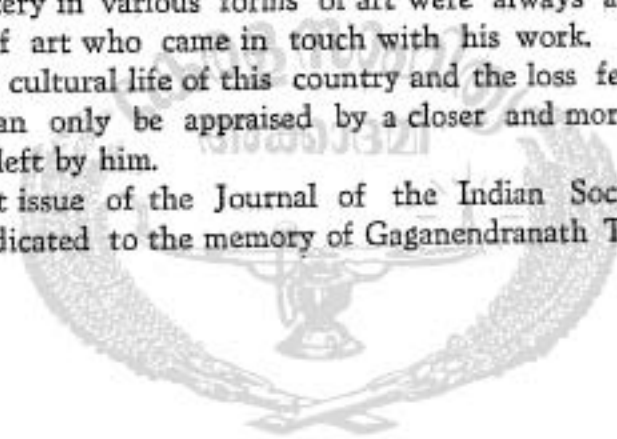 tery in various forms of art were always a
f art who came in touch with his work.
cultural life of this country and the loss fe
an only be appraised by a closer and mor
left by him.
t issue of the Journal of the Indian Soc
dicated to the memory of Gaganendranath T